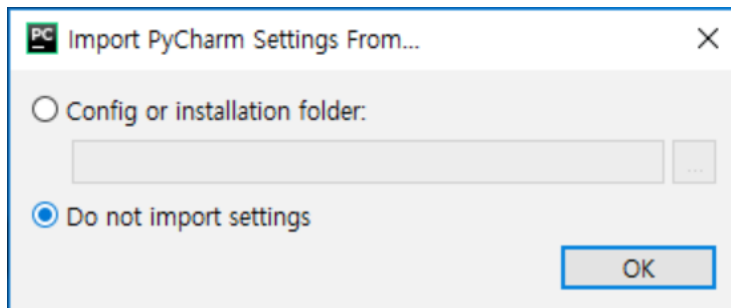 PC Import PyCharm Settings From...
Config or installation folder:
...
Do not import settings
OK